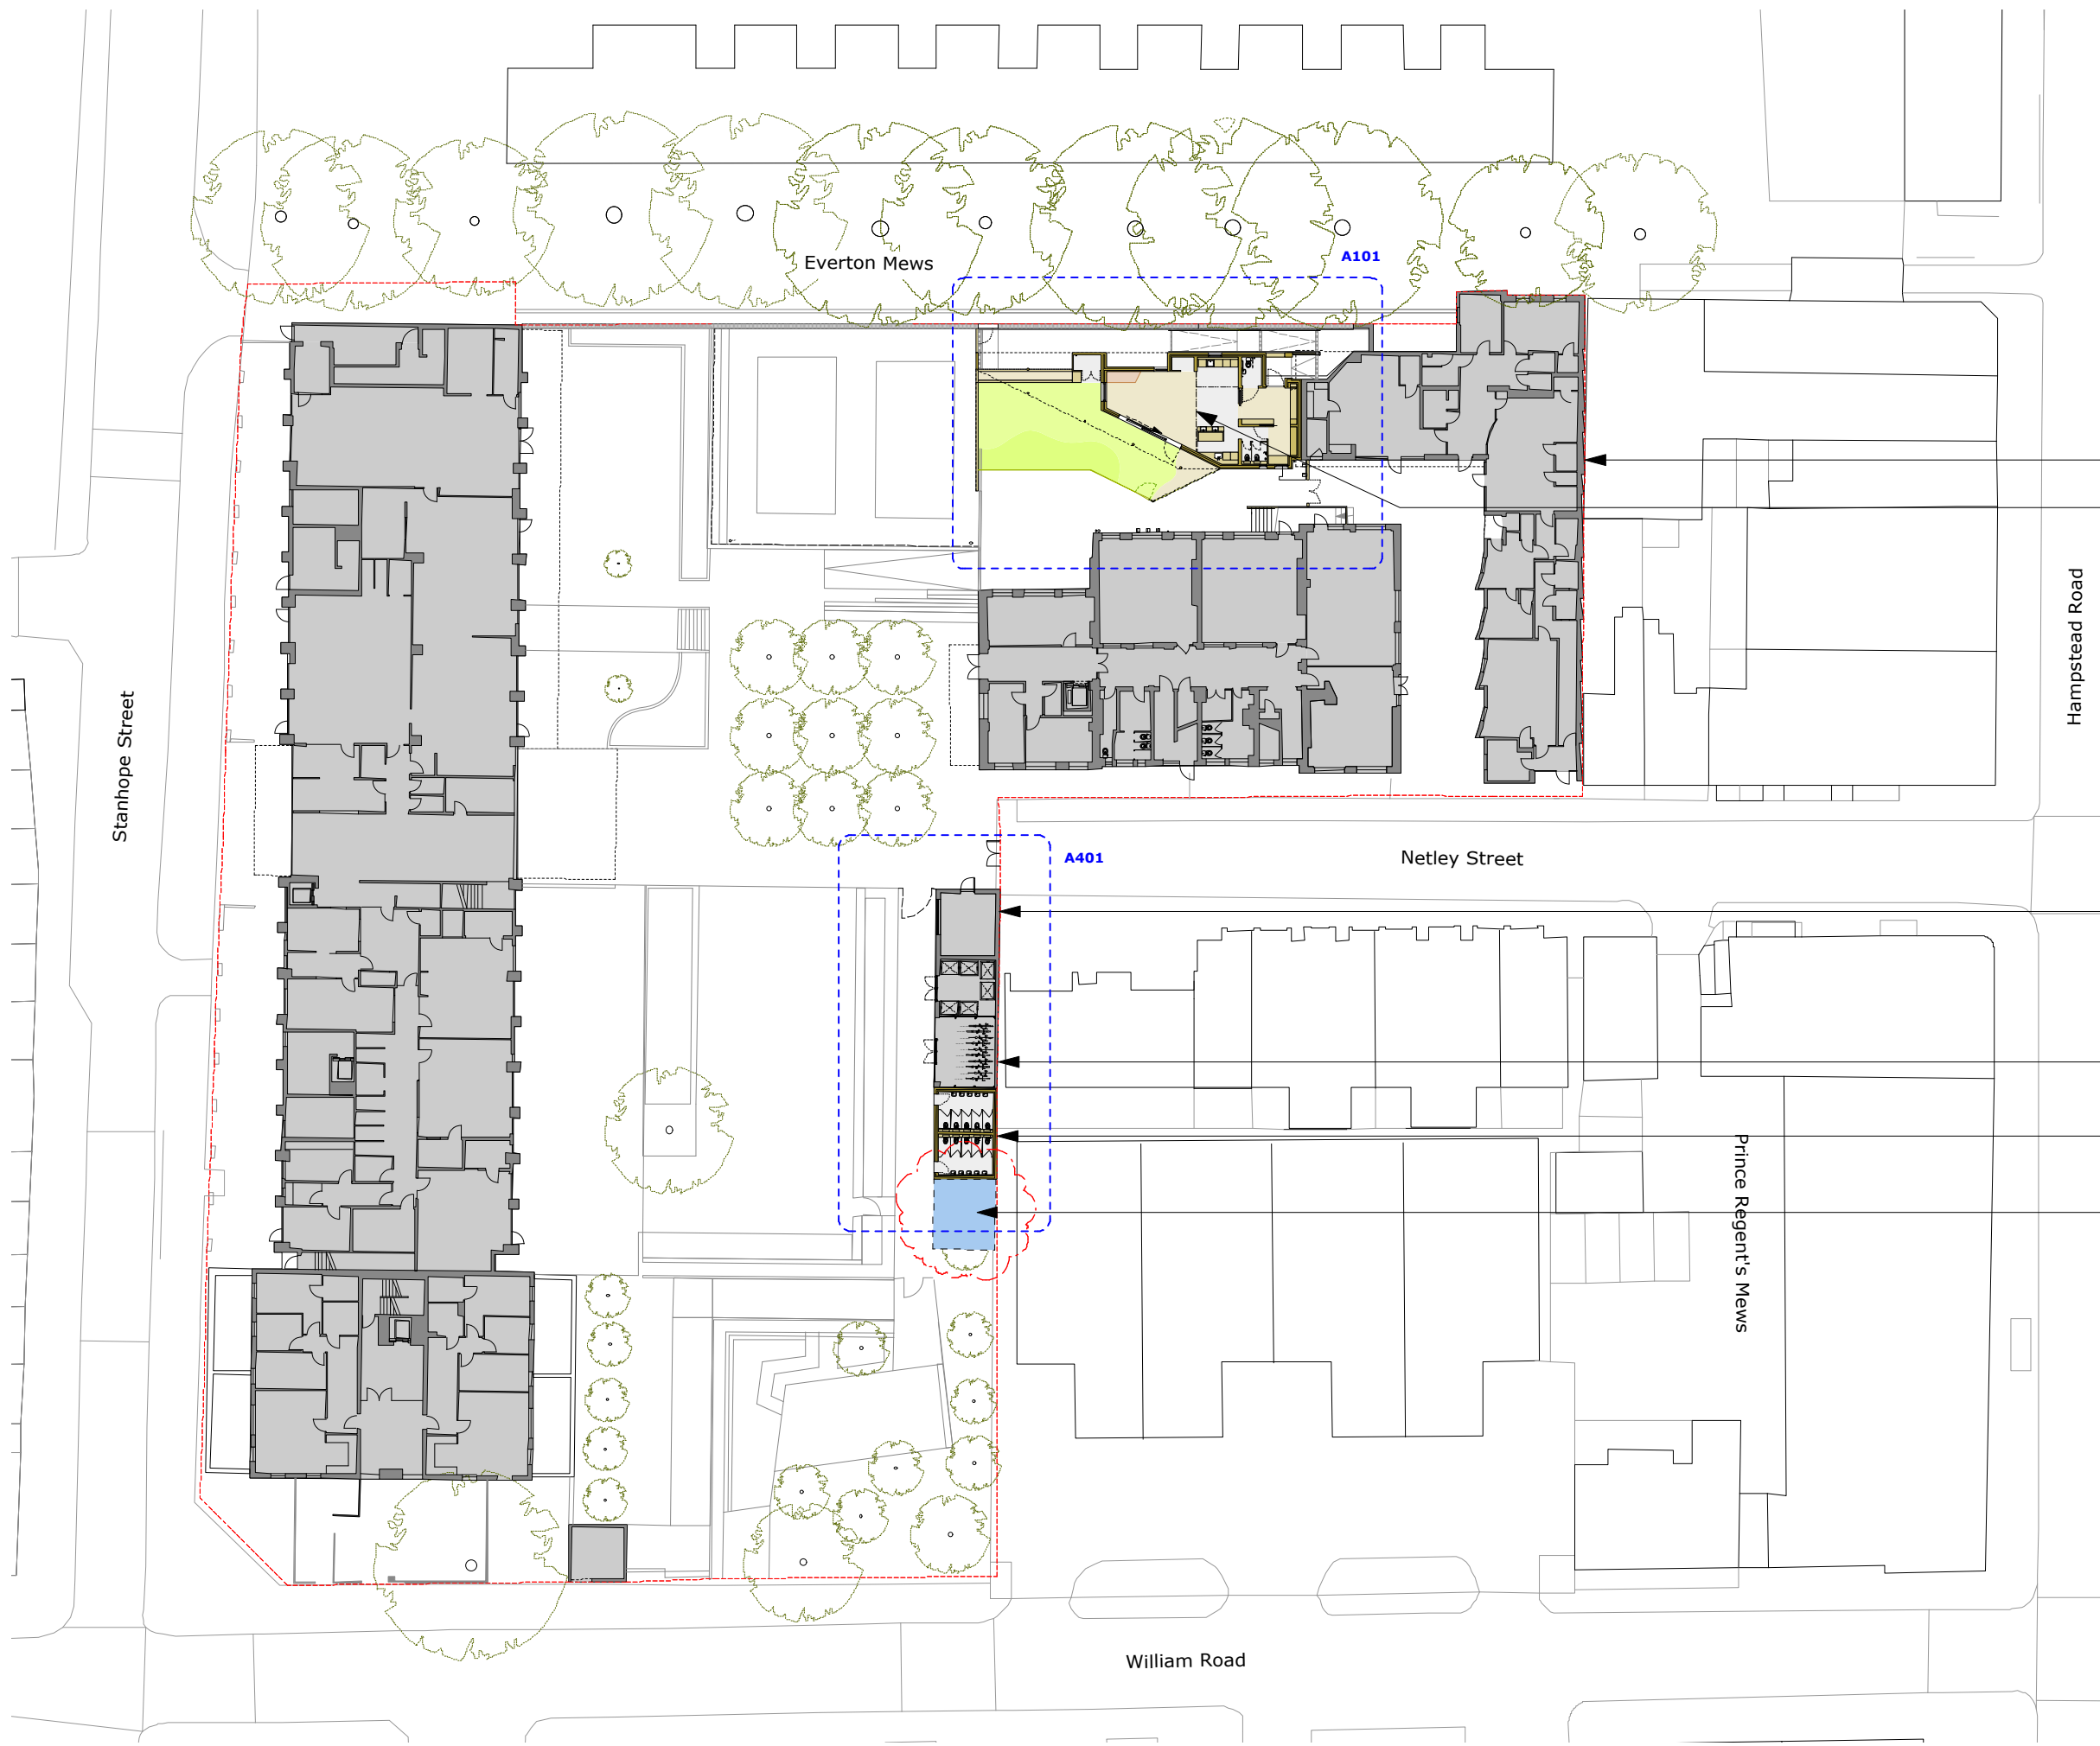 A101
Everton Mews
Hampstead Road
Stanhope Street
A401
Netley Street
Prince Regent's Mews
William Road